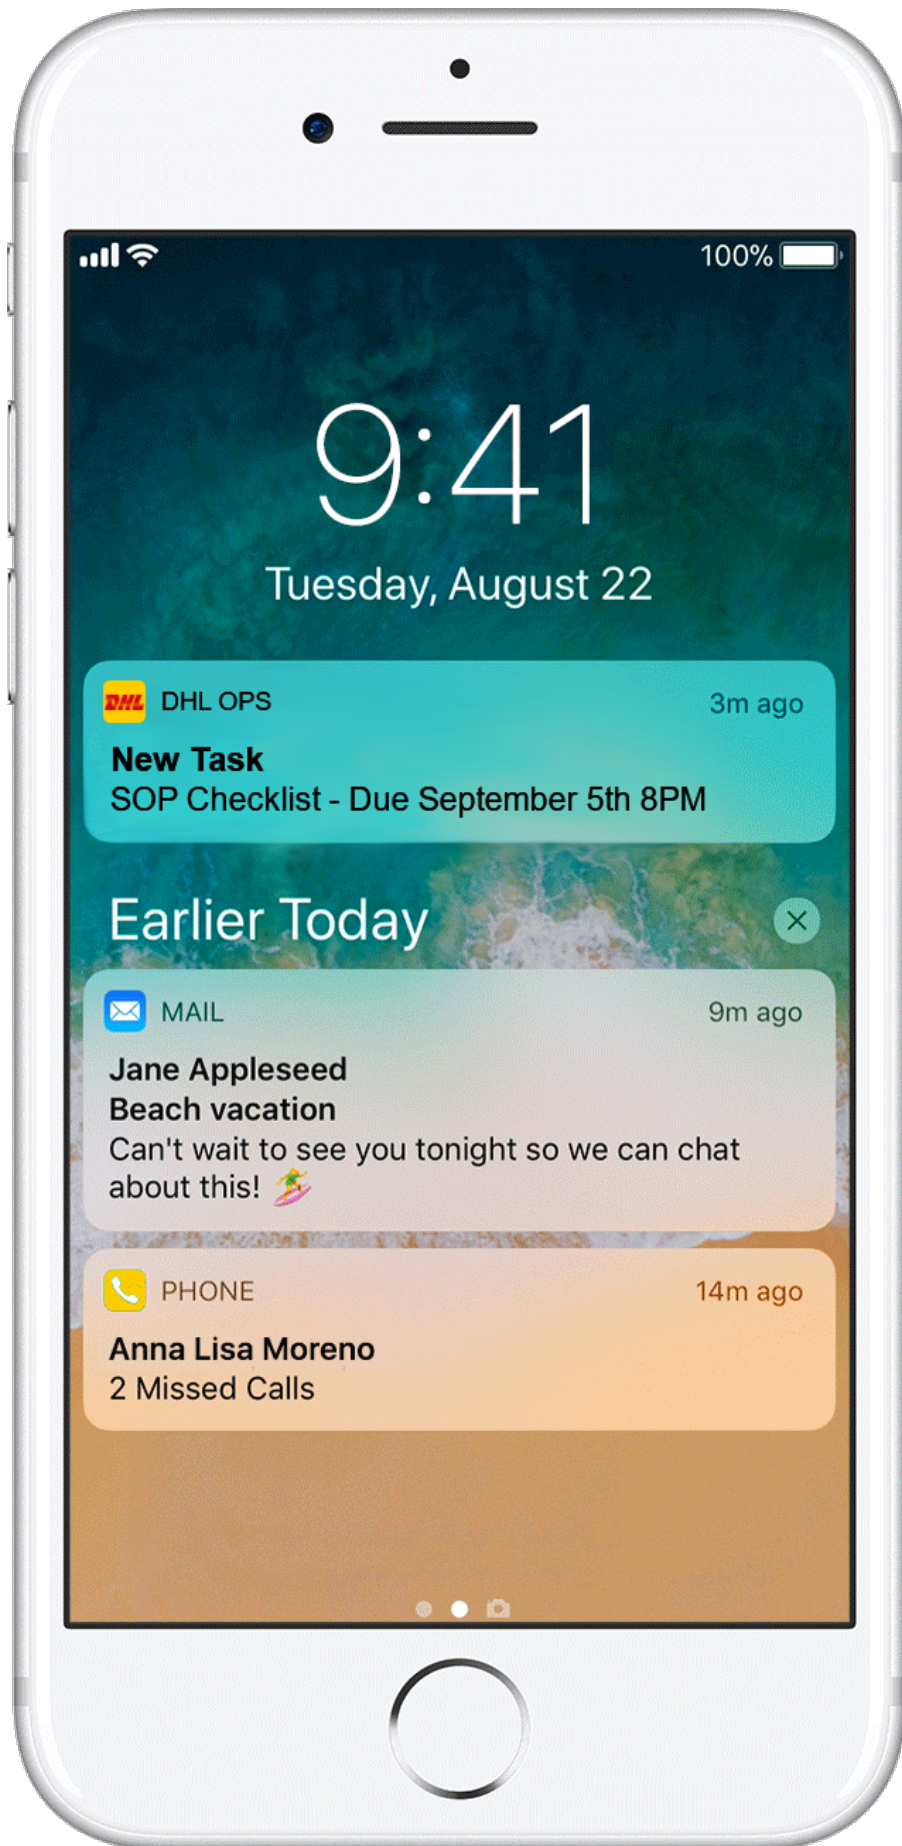 100%
9:41
Tuesday, August 22
DHL DHL OPS 3m ago
New Task
SOP Checklist - Due September 5th 8PM
Earlier Today
MAIL 9m ago
Jane Appleseed
Beach vacation
Can't wait to see you tonight so we can chat
about this! 🏄‍♀️
PHONE 14m ago
Anna Lisa Moreno
2 Missed Calls